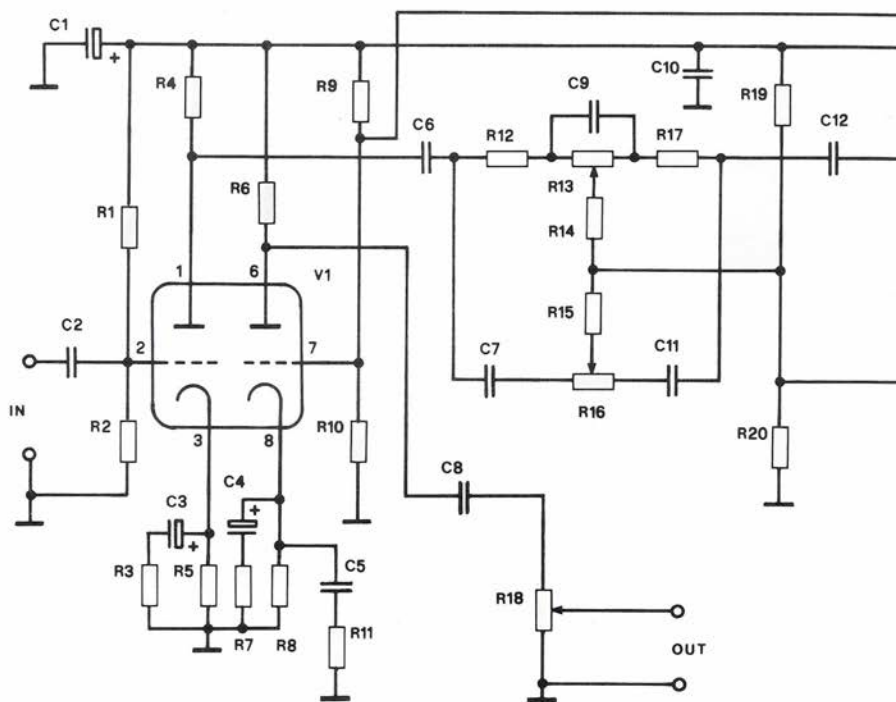 C1
+
R4
R9
C10
R19
C9
C12
C6
R12
R17
R6
R13
R1
R14
1
6
V1
R15
C2
2
7
C7
C11
R16
IN
R2
3
8
R10
R20
C8
C3
C4
+
+
C5
R3
R5
R7
R8
R11
R18
OUT